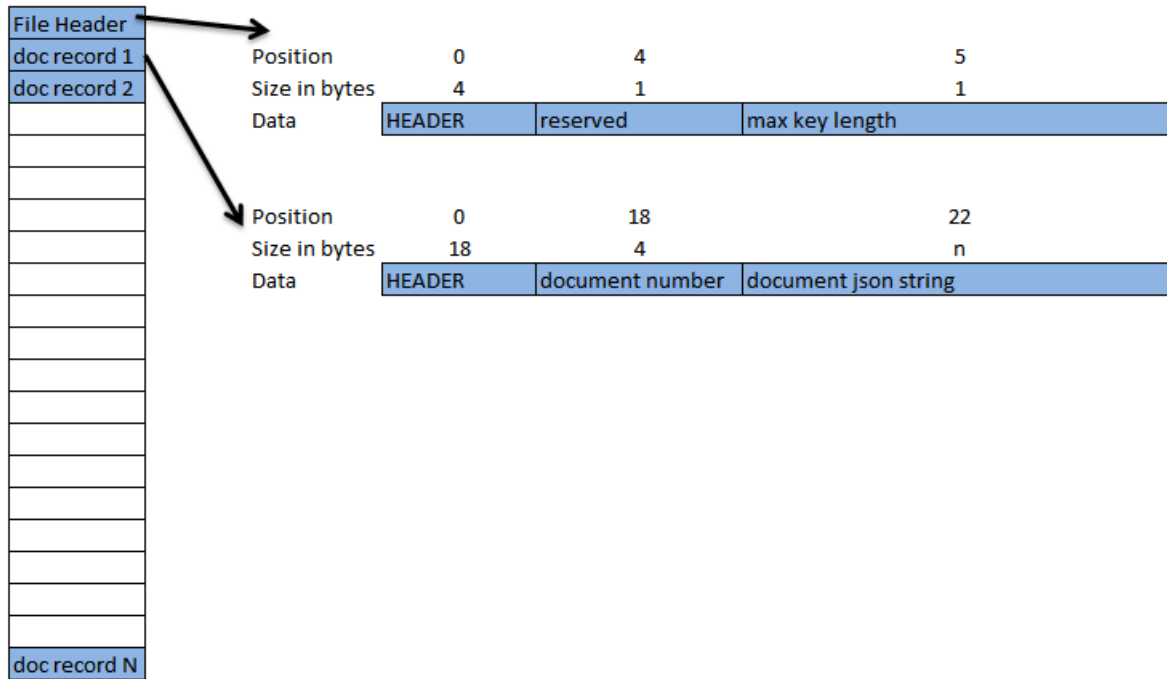 File Header
doc record 1
doc record 2
Position 0 4 5
Size in bytes 4 1 1
Data HEADER reserved max key length
Position 0 18 22
Size in bytes 18 4 n
Data HEADER document number document json string
doc record N